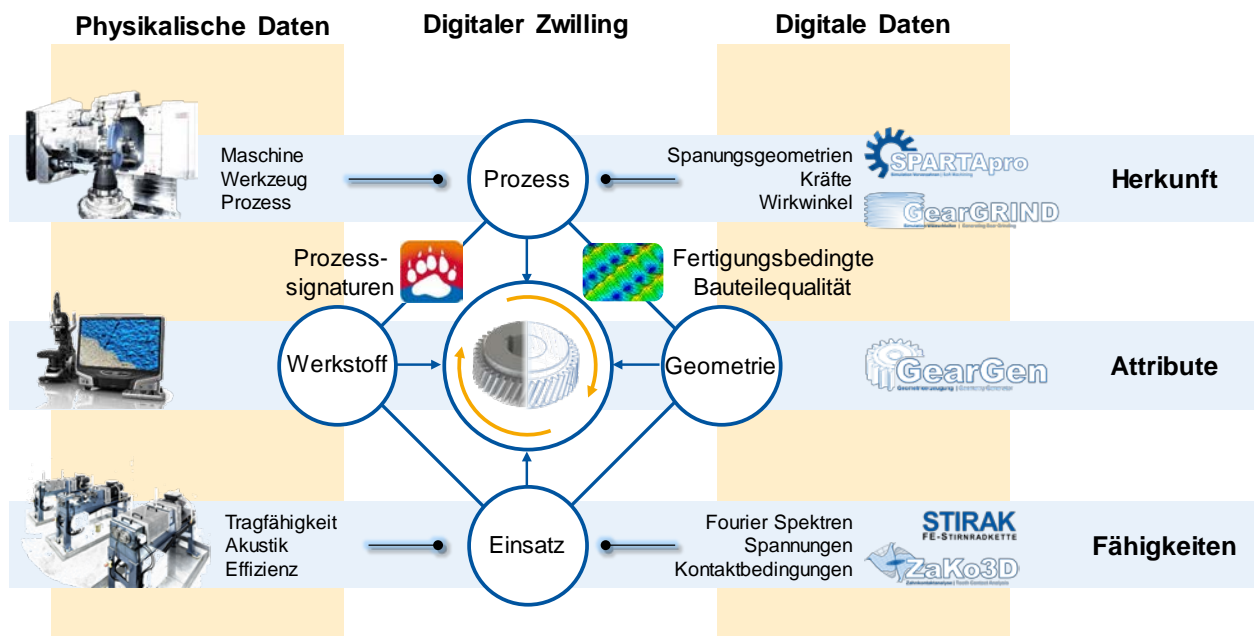 Physikalische Daten
Digitaler Zwilling
Digitale Daten
Maschine
Werkzeug
Prozess
Prozess
Spanungsgeometrien
Kräfte
Wirkwinkel
SPARTApro
GearGRIND
Herkunft
Prozess-
signaturen
Fertigungsbedingte
Bauteilequalität
Werkstoff
Geometrie
GearGen
Attribute
Tragfähigkeit
Akustik
Effizienz
Einsatz
Fourier Spektren
Spannungen
Kontaktbedingungen
STIRAK
FE-STIRNRADKETTE
ZaKo3D
Fähigkeiten